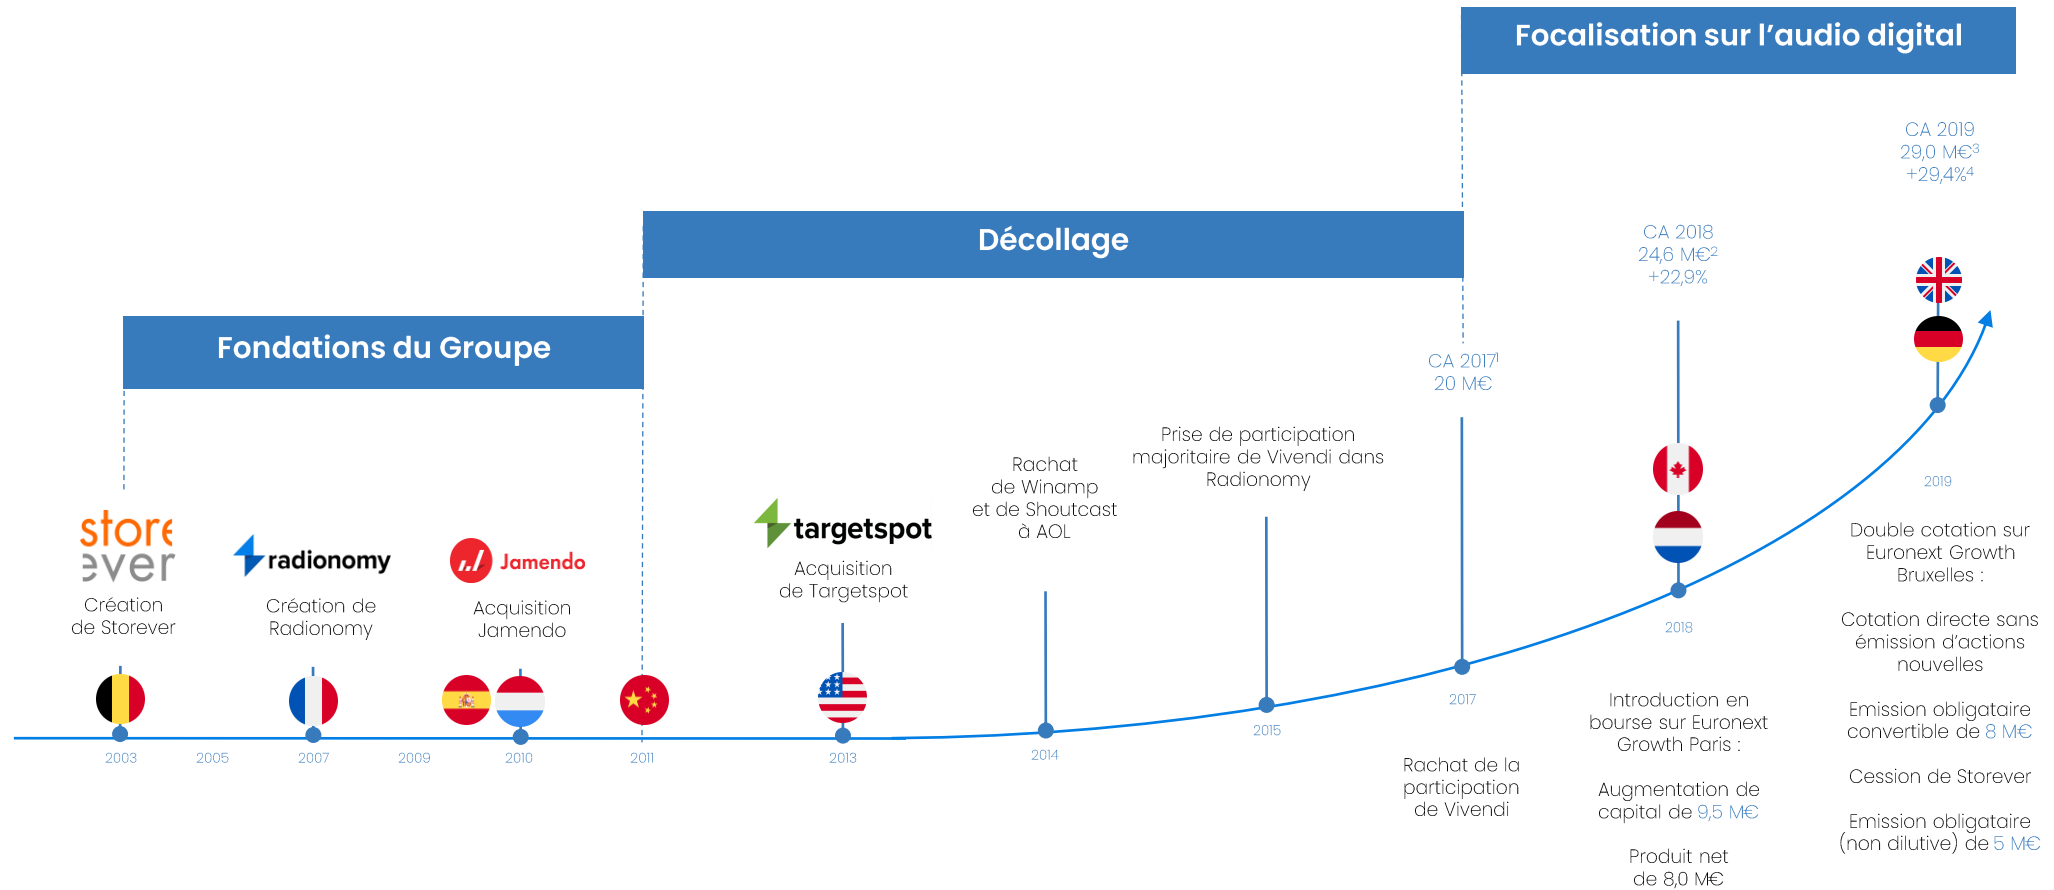 Focalisation sur l’audio digital
CA 2019
29,0 M€3
+29,4%4
Décollage
CA 2018
24,6 M€2
+22,9%
Fondations du Groupe
CA 20171
20 M€
Prise de participation
majoritaire de Vivendi dans
Radionomy
Rachat
de Winamp
et de Shoutcast
à AOL
targetspot
Acquisition
de Targetspot
store
ever
Création
de Storever
radionomy
Création de
Radionomy
Jamendo
Acquisition
Jamendo
2003
2005
2007
2009
2010
2011
2013
2014
2015
2017
2018
2019
Rachat de la
participation
de Vivendi
Introduction en
bourse sur Euronext
Growth Paris :
Augmentation de
capital de 9,5 M€
Produit net
de 8,0 M€
Double cotation sur
Euronext Growth
Bruxelles :
Cotation directe sans
émission d’actions
nouvelles
Emission obligataire
convertible de 8 M€
Cession de Storever
Emission obligataire
(non dilutive) de 5 M€